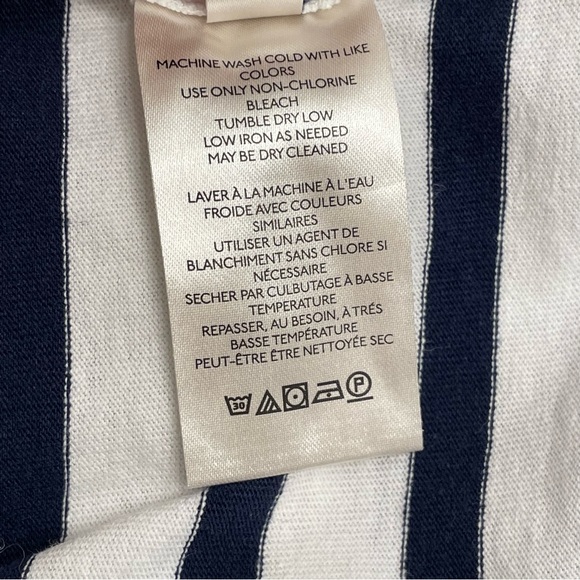 MACHINE WASH COLD WITH LIKE
COLORS
USE ONLY NON-CHLORINE
BLEACH
TUMBLE DRY LOW
LOW IRON AS NEEDED
MAY BE DRY CLEANED
LAVER À LA MACHINE À L'EAU
FROIDE AVEC COULEURS
SIMILAIRES
UTILISER UN AGENT DE
BLANCHIMENT SANS CHLORE SI
NÉCESSAIRE
SECHER PAR CULBUTAGE À BASSE
TEMPERATURE
REPASSER, AU BESOIN, À TRÉS
BASSE TEMPÉRATURE
PEUT-ÊTRE ÊTRE NETTOYÉE SEC
30 P